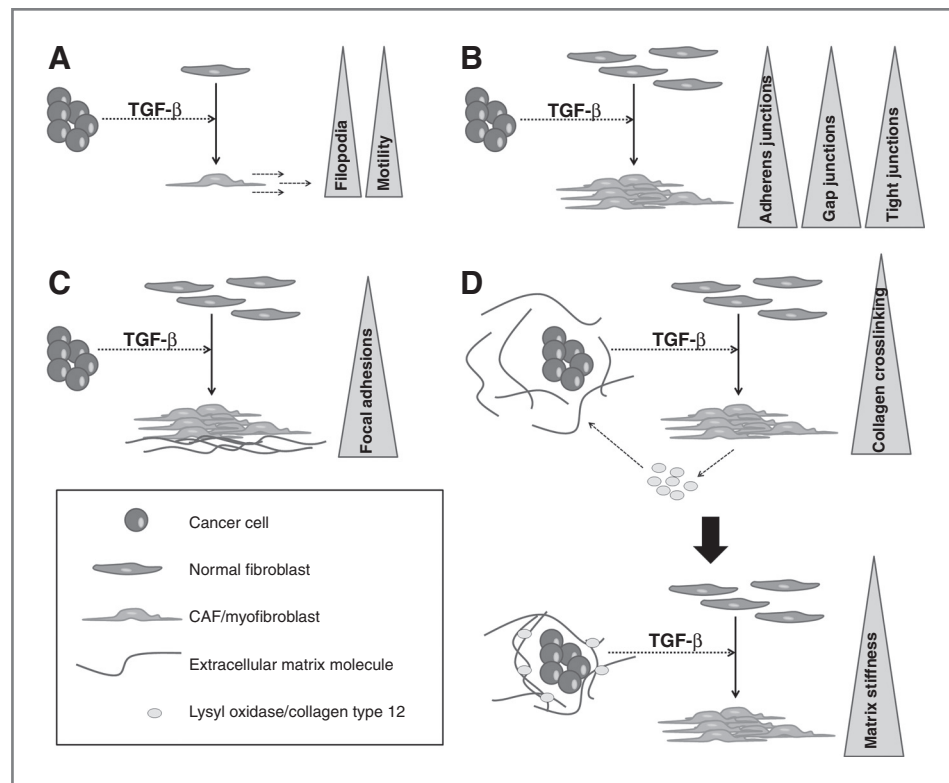 A
TGF-β
Filopodia
Motility
B
TGF-β
Adherens junctions
Gap junctions
Tight junctions
C
TGF-β
Focal adhesions
D
TGF-β
Collagen crosslinking
Cancer cell
Normal fibroblast
CAF/myofibroblast
Extracellular matrix molecule
Lysyl oxidase/collagen type 12
TGF-β
Matrix stiffness